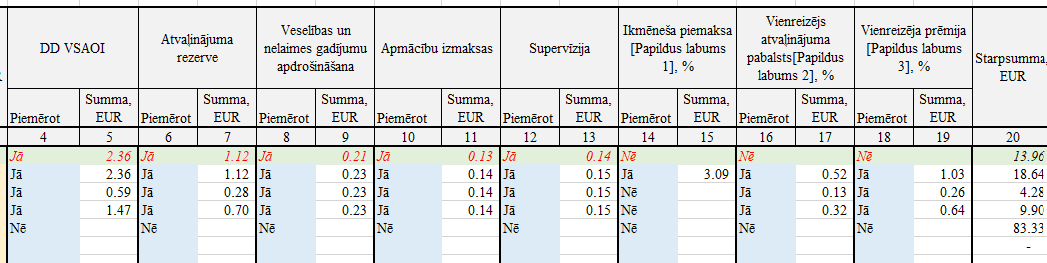 DD VSAOI
Atvaļinājuma
rezerve
Veselības un
nelaimes gadījumu
apdrošināšana
Apmācību izmaksas
Supervīzija
Ikmēneša piemaksa
[Papildus labums
1], %
Vienreizējs
atvaļinājuma
pabalsts[Papildus
labums 2], %
Vienreizēja prēmija
[Papildus labums
3], %
Starpsumma,
EUR
Piemērot Summa, EUR Piemērot Summa, EUR Piemērot Summa, EUR Piemērot Summa, EUR Piemērot Summa, EUR Piemērot Summa, EUR Piemērot Summa, EUR Piemērot Summa, EUR
4 5 6 7 8 9 10 11 12 13 14 15 16 17 18 19 20
Jā 2.36 Jā 1.12 Jā 0.21 Jā 0.13 Jā 0.14 Nē Nē Nē 13.96
Jā 2.36 Jā 1.12 Jā 0.23 Jā 0.14 Jā 0.15 Jā 3.09 Jā 0.52 Jā 1.03 18.64
Jā 0.59 Jā 0.28 Jā 0.23 Jā 0.14 Jā 0.15 Nē Jā 0.13 Jā 0.26 4.28
Jā 1.47 Jā 0.70 Jā 0.23 Jā 0.14 Jā 0.15 Nē Jā 0.32 Jā 0.64 9.90
Nē Nē Nē Nē Nē Nē Nē Nē 83.33
-